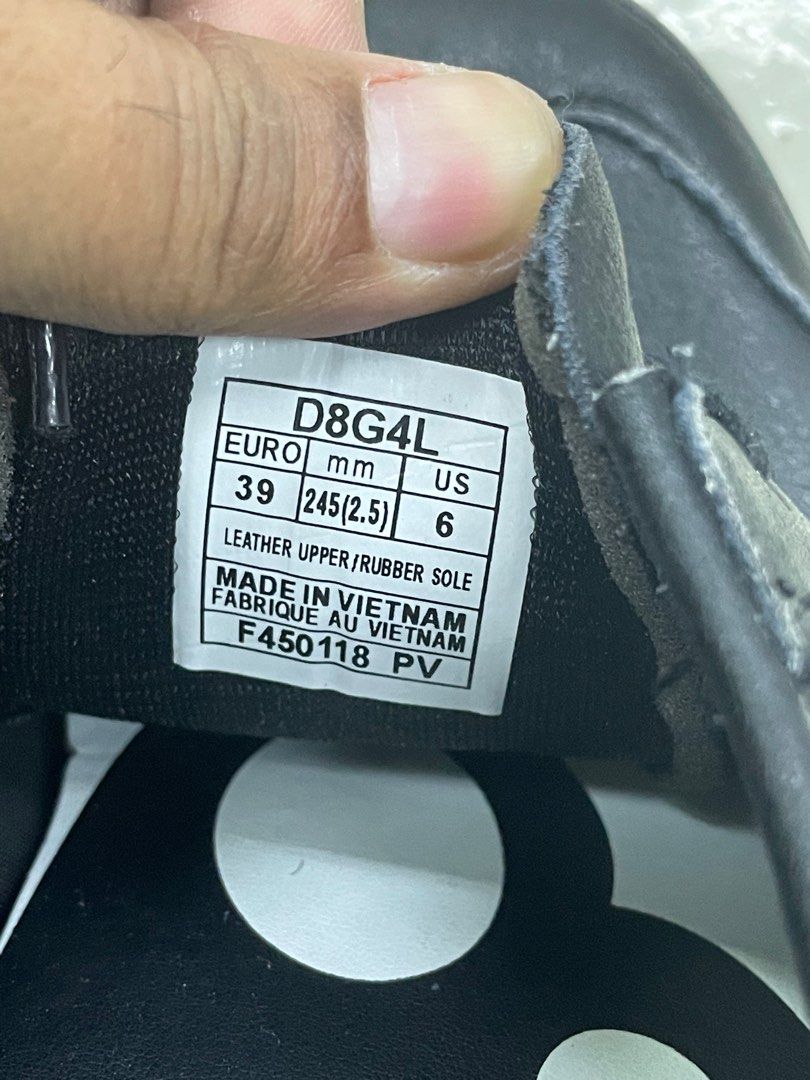 D8G4L
EURO mm US
39 245(2.5) 6
LEATHER UPPER/RUBBER SOLE
MADE IN VIETNAM
FABRIQUE AU VIETNAM
F450118 PV